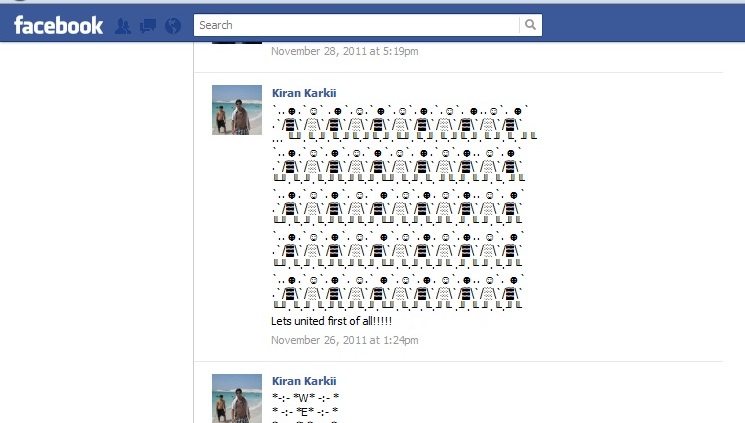 facebook
Search
November 28, 2011 at 5:19pm
Kiran Karkii
Lets united first of all!!!!!
November 26, 2011 at 1:24pm
Kiran Karkii
*-:- *W* -:- *
* -:- *E* -:- *